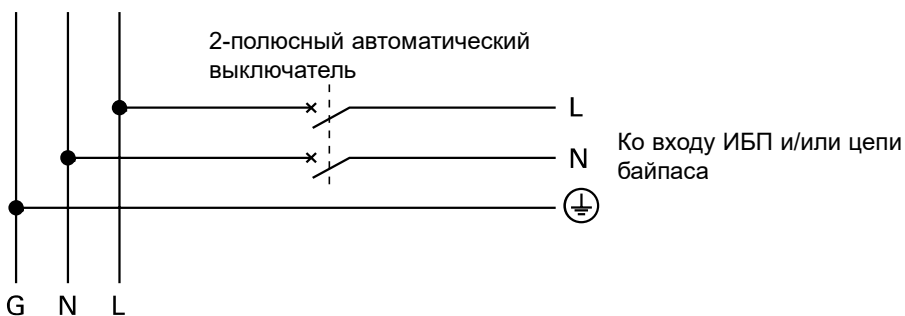 2-полюсный автоматический
выключатель
L
N
Ко входу ИБП и/или цепи
байпаса
G N L